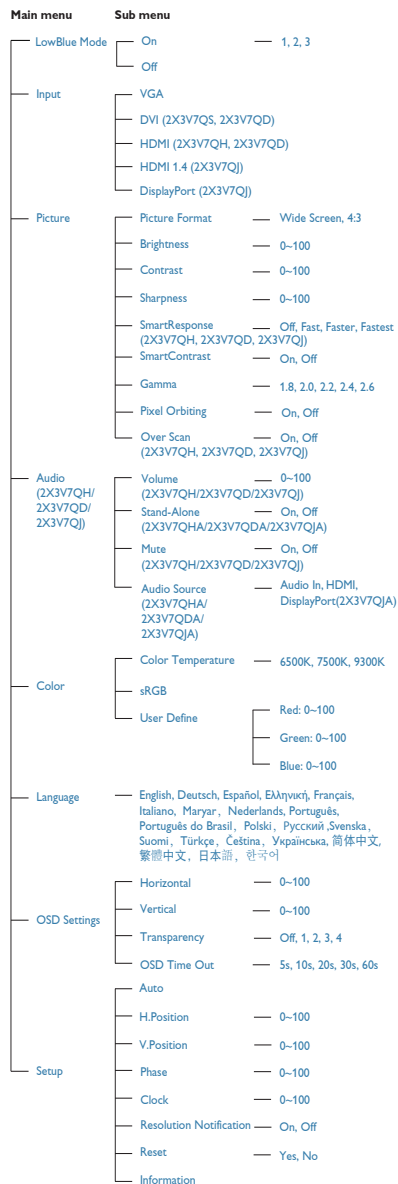 Main menu Sub menu
LowBlue Mode On 1, 2, 3
Off
Input VGA
DVI (2X3V7QS, 2X3V7QD)
HDMI (2X3V7QH, 2X3V7QD)
HDMI 1.4 (2X3V7QJ)
DisplayPort (2X3V7QJ)
Picture Picture Format Wide Screen, 4:3
Brightness 0~100
Contrast 0~100
Sharpness 0~100
SmartResponse Off, Fast, Faster, Fastest
(2X3V7QH, 2X3V7QD, 2X3V7QJ)
SmartContrast On, Off
Gamma 1.8, 2.0, 2.2, 2.4, 2.6
Pixel Orbiting On, Off
Over Scan On, Off
(2X3V7QH, 2X3V7QD, 2X3V7QJ)
Audio Volume 0~100
(2X3V7QH/ (2X3V7QH/2X3V7QD/2X3V7QJ)
2X3V7QD/ Stand-Alone On, Off
2X3V7QJ) (2X3V7QHA/2X3V7QDA/2X3V7QJA)
Mute On, Off
(2X3V7QH/2X3V7QD/2X3V7QJ)
Audio Source Audio In, HDMI,
(2X3V7QHA/ DisplayPort(2X3V7QJA)
2X3V7QDA/
2X3V7QJA)
Color Temperature 6500K, 7500K, 9300K
Color sRGB
User Define Red: 0~100
Green: 0~100
Blue: 0~100
Language English, Deutsch, Español, Ελληνική, Français,
Italiano, Maryar, Nederlands, Português,
Português do Brasil, Polski, Русский ,Svenska,
Suomi, Türkçe, Čeština, Українська, 简体中文,
繁體中文, 日本語, 한국어
Horizontal 0~100
OSD Settings Vertical 0~100
Transparency Off, 1, 2, 3, 4
OSD Time Out 5s, 10s, 20s, 30s, 60s
Auto
H.Position 0~100
V.Position 0~100
Setup Phase 0~100
Clock 0~100
Resolution Notification On, Off
Reset Yes, No
Information